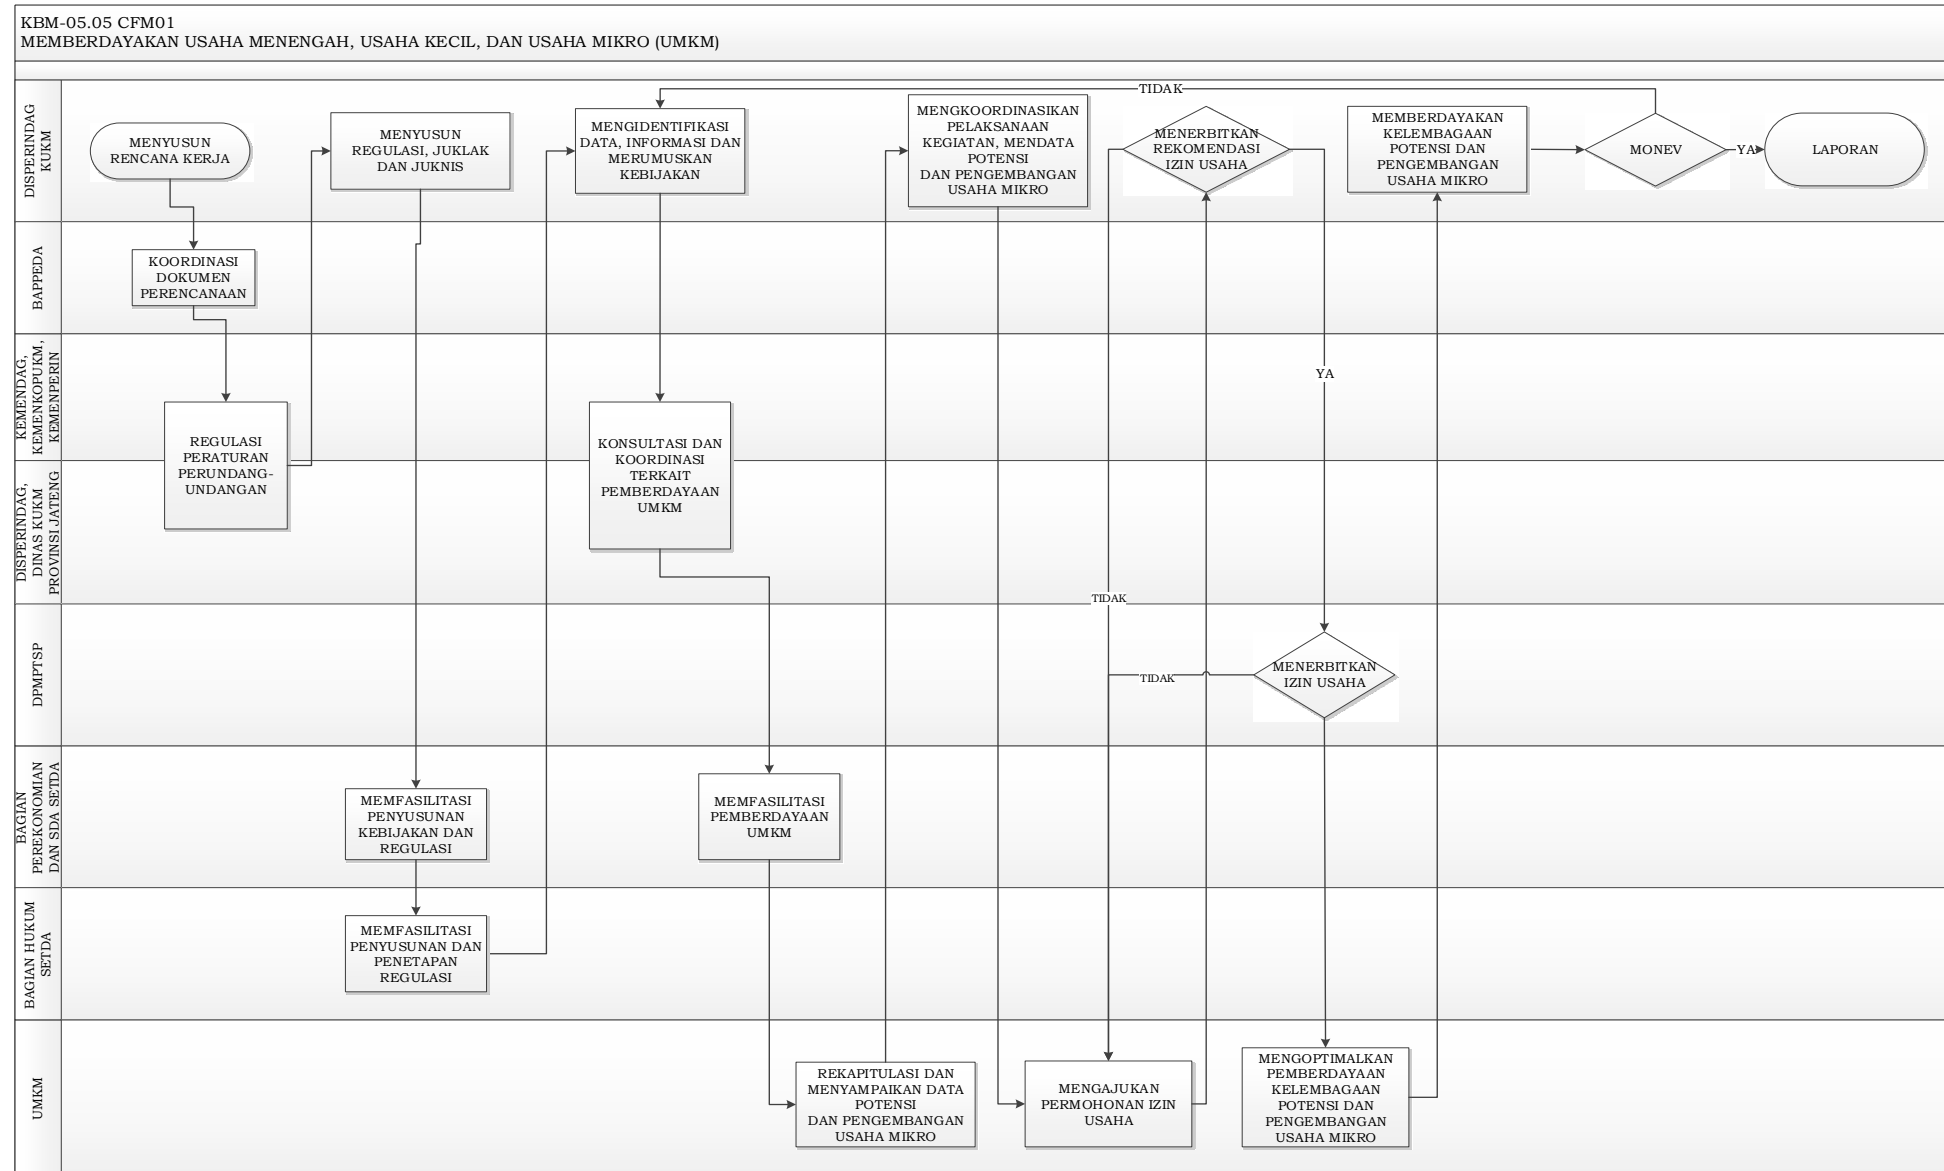 KBM-05.05 CFM01
MEMBERDAYAKAN USAHA MENENGAH, USAHA KECIL, DAN USAHA MIKRO (UMKM)
DISPERINDAG
KUKM
MENYUSUN
RENCANA KERJA
MENYUSUN
REGULASI, JUKLAK
DAN JUKNIS
MENGIDENTIFIKASI
DATA, INFORMASI DAN
MERUMUSKAN
KEBIJAKAN
MENGKOORDINASIKAN
PELAKSANAAN
KEGIATAN, MENDATA
POTENSI
DAN PENGEMBANGAN
USAHA MIKRO
TIDAK
MENERBITKAN
REKOMENDASI
IZIN USAHA
MEMBERDAYAKAN
KELEMBAGAAN
POTENSI DAN
PENGEMBANGAN
USAHA MIKRO
MONEV
YA
LAPORAN
BAPPEDA
KOORDINASI
DOKUMEN
PERENCANAAN
KEMENDAG,
KEMENKOPUKM,
KEMENPERIN
YA
REGULASI
PERATURAN
PERUNDANG-
UNDANGAN
KONSULTASI DAN
KOORDINASI
TERKAIT
PEMBERDAYAAN
UMKM
DISPERINDAG,
DINAS KUKM
PROVINSI JATENG
TIDAK
DPMPTSP
TIDAK
MENERBITKAN
IZIN USAHA
BAGIAN
PEREKONOMIAN
DAN SDA SETDA
MEMFASILITASI
PENYUSUNAN
KEBIJAKAN DAN
REGULASI
MEMFASILITASI
PEMBERDAYAAN
UMKM
BAGIAN HUKUM
SETDA
MEMFASILITASI
PENYUSUNAN DAN
PENETAPAN
REGULASI
UMKM
REKAPITULASI DAN
MENYAMPAIKAN DATA
POTENSI
DAN PENGEMBANGAN
USAHA MIKRO
MENGAJUKAN
PERMOHONAN IZIN
USAHA
MENGOPTIMALKAN
PEMBERDAYAAN
KELEMBAGAAN
POTENSI DAN
PENGEMBANGAN
USAHA MIKRO